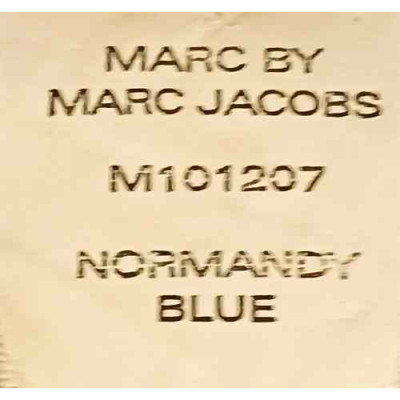 MARC BY
MARC JACOBS
M101207
NORMANDY
BLUE